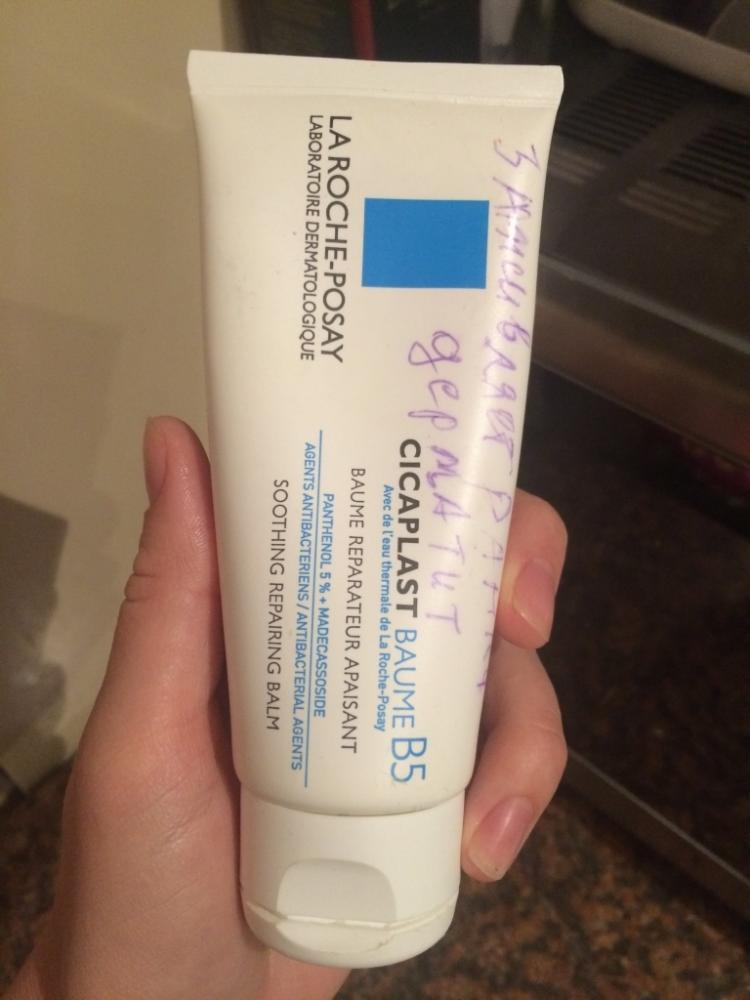 LA ROCHE-POSAY
LABORATOIRE DERMATOLOGIQUE
дерматит
CICAPLAST BAUME B5
Avec de l'eau thermale de La Roche-Posay
BAUME REPARATEUR APAISANT
PANTHENOL 5 % + MADECASSOSIDE
AGENTS ANTIBACTERIENS / ANTIBACTERIAL AGENTS
SOOTHING REPAIRING BALM